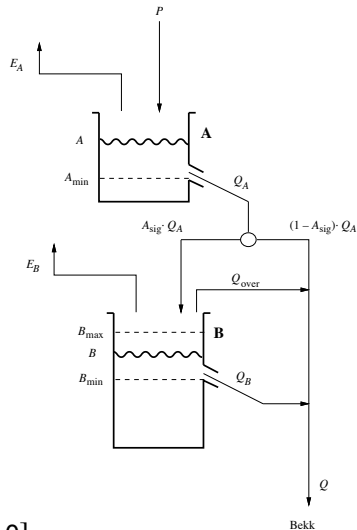 P
E_A
A
A
A_min
Q_A
A_sig · Q_A
(1 – A_sig) · Q_A
E_B
Q_over
B_max
B
B
Q_B
B_min
Q
Bekk